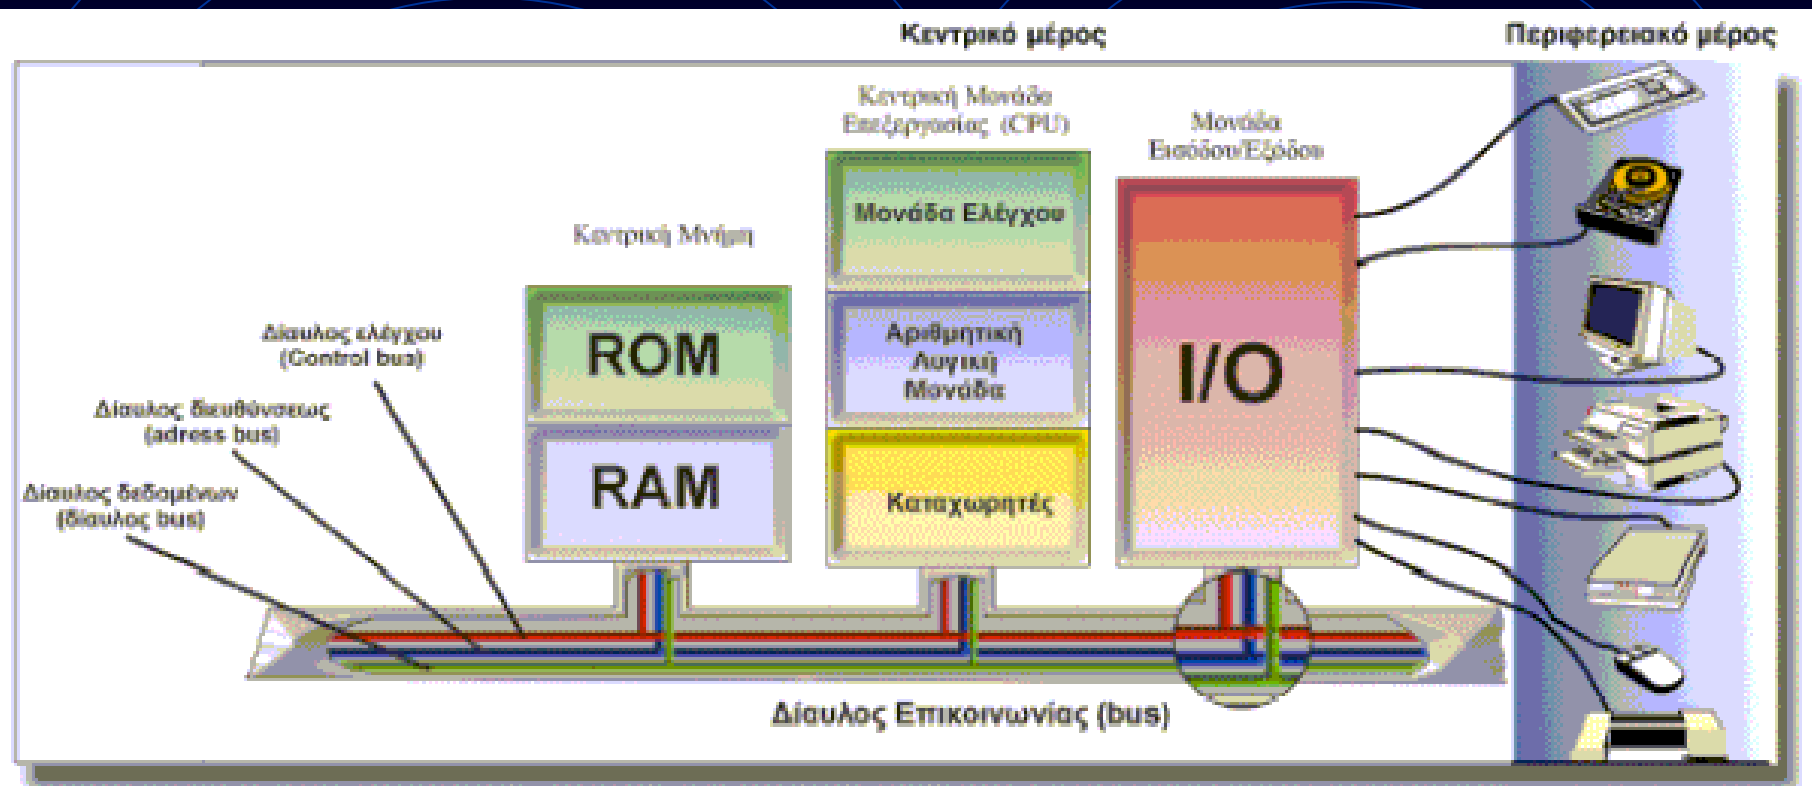 Κεντρικό μέρος
Περιφερειακό μέρος
Κεντρική Μονάδα
Επεξεργασίας (CPU)
Μονάδα
Εισόδου/Εξόδου
Κεντρική Μνήμη
Μονάδα Ελέγχου
Αριθμητική
Λογική
Μονάδα
Καταχωρητές
ROM
RAM
I/O
Δίαυλος ελέγχου
(Control bus)
Δίαυλος διευθύνσεως
(adress bus)
Δίαυλος δεδομένων
(δίαυλος bus)
Δίαυλος Επικοινωνίας (bus)